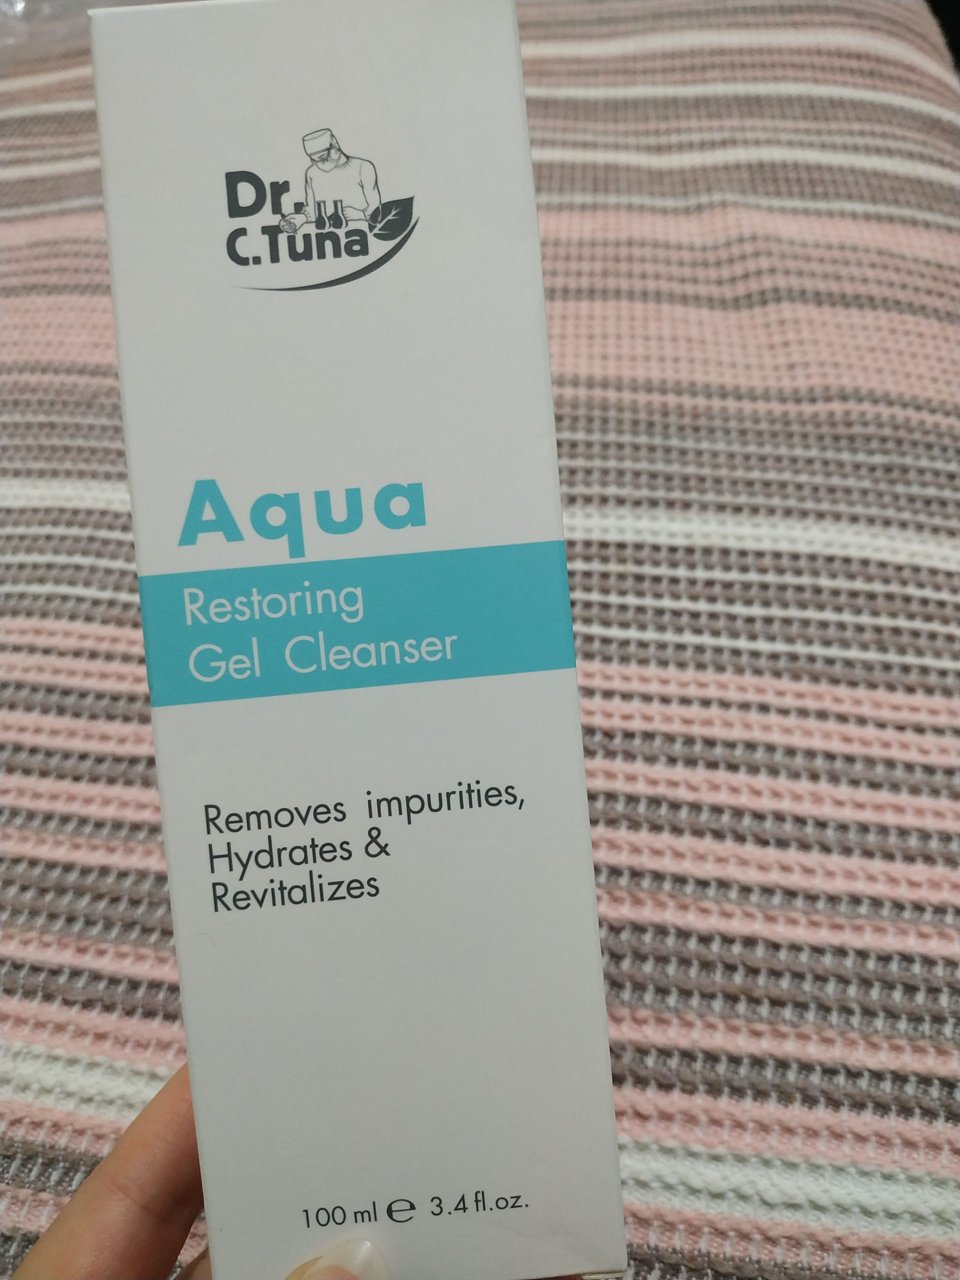 Dr.
C.Tuna
Aqua
Restoring
Gel Cleanser
Removes impurities,
Hydrates &
Revitalizes
100 ml ℮ 3.4 fl.oz.